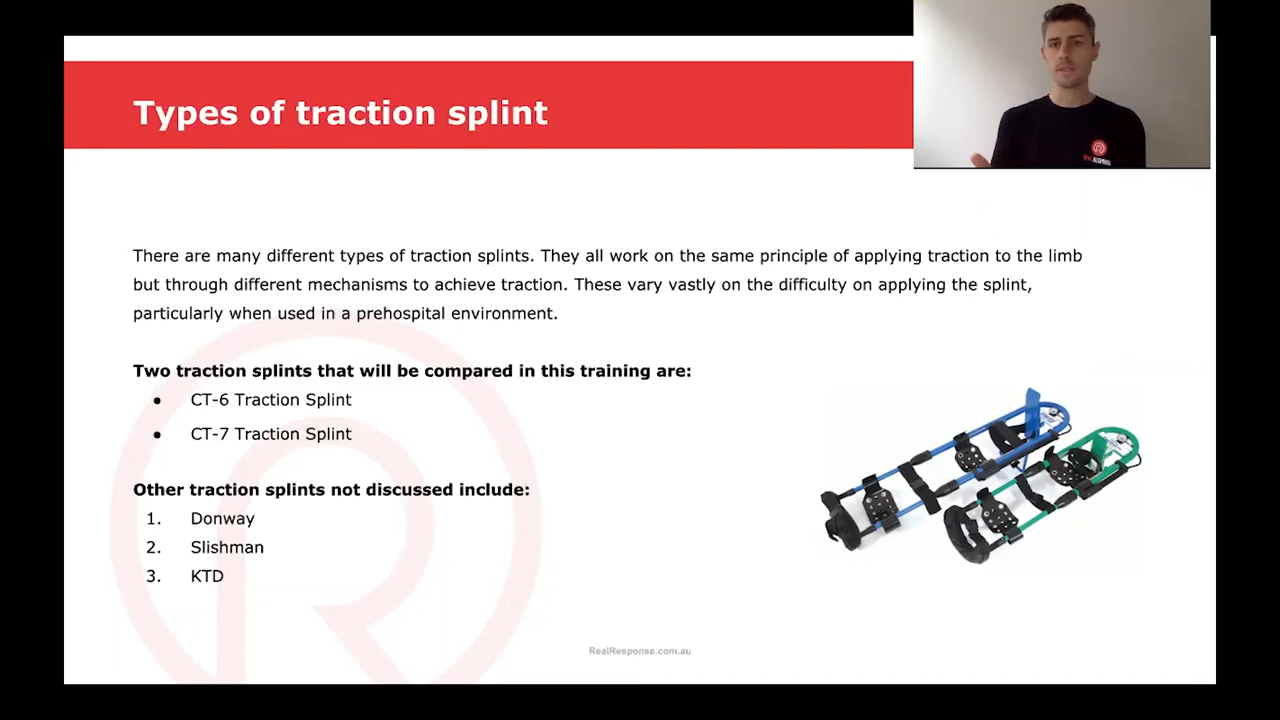 Types of traction splint
REAL RESPONSE
There are many different types of traction splints. They all work on the same principle of applying traction to the limb
but through different mechanisms to achieve traction. These vary vastly on the difficulty on applying the splint,
particularly when used in a prehospital environment.
Two traction splints that will be compared in this training are:
• CT-6 Traction Splint
• CT-7 Traction Splint
Other traction splints not discussed include:
1. Donway
2. Slishman
3. KTD
RealResponse.com.au